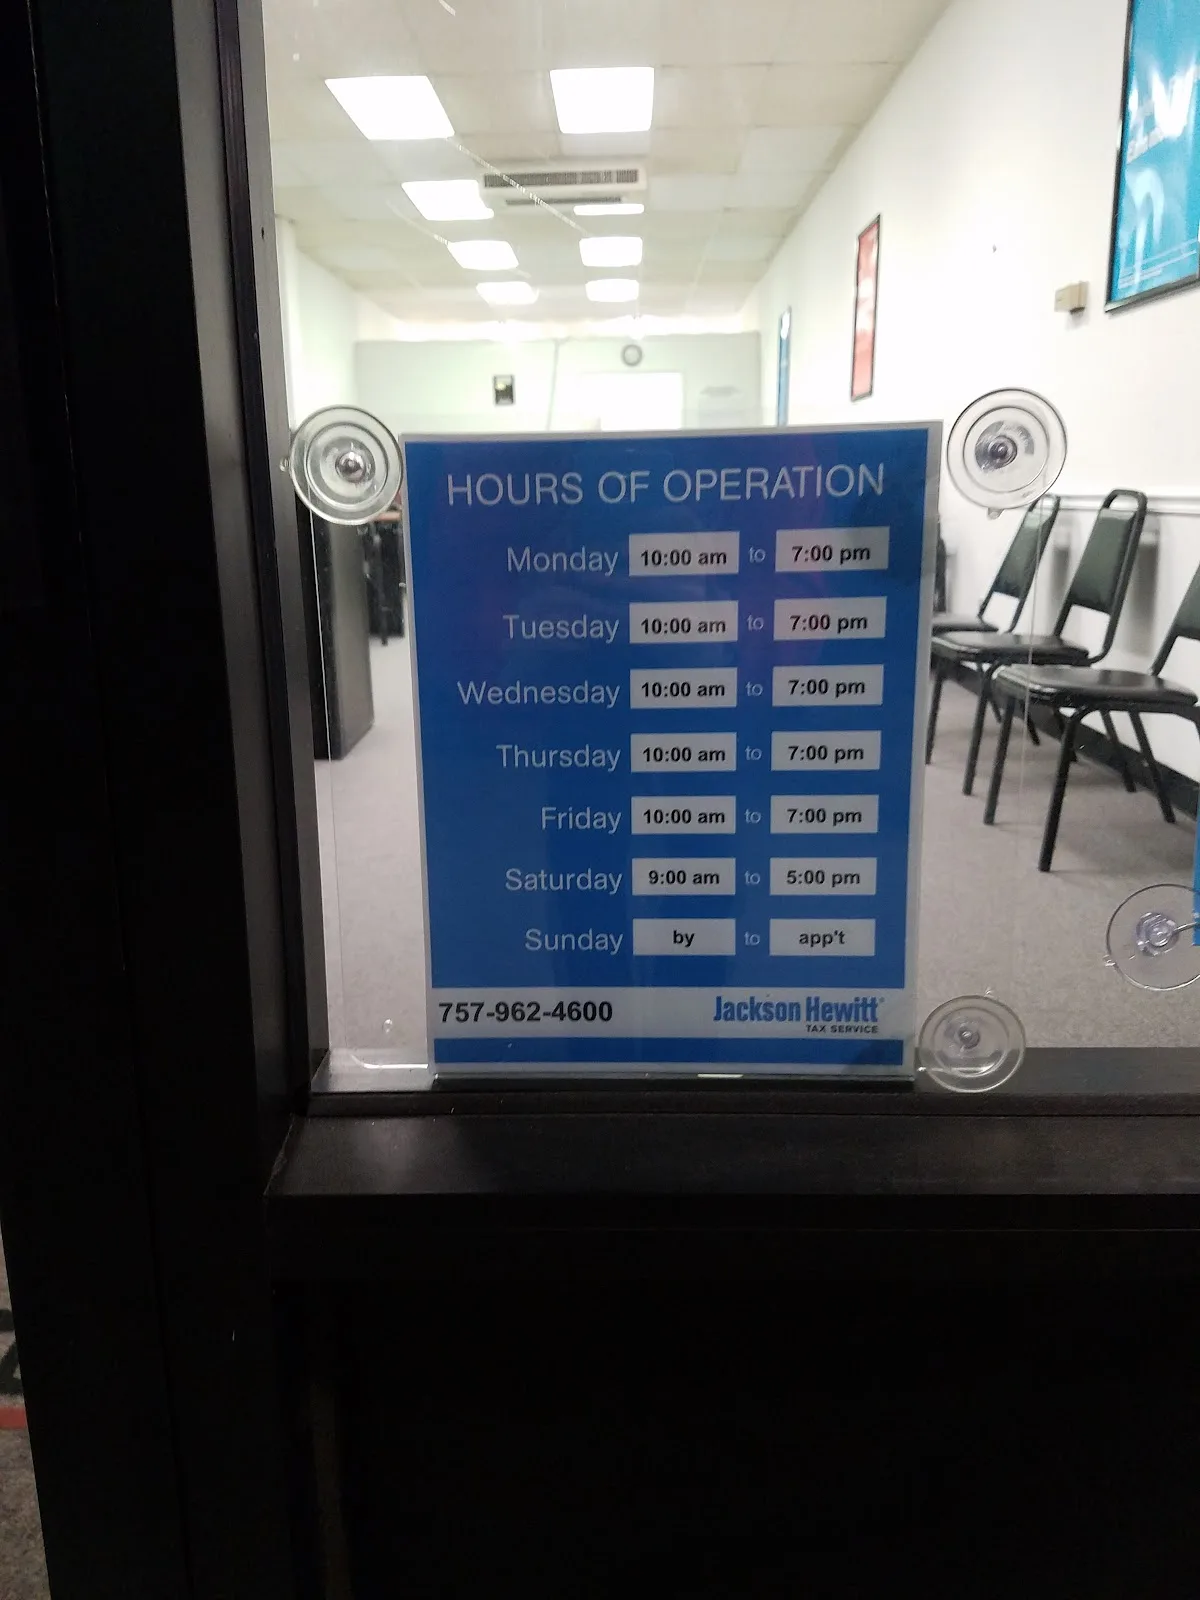 HOURS OF OPERATION
Monday 10:00 am to 7:00 pm
Tuesday 10:00 am to 7:00 pm
Wednesday 10:00 am to 7:00 pm
Thursday 10:00 am to 7:00 pm
Friday 10:00 am to 7:00 pm
Saturday 9:00 am to 5:00 pm
Sunday by to app't
757-962-4600 Jackson Hewitt®
TAX SERVICE